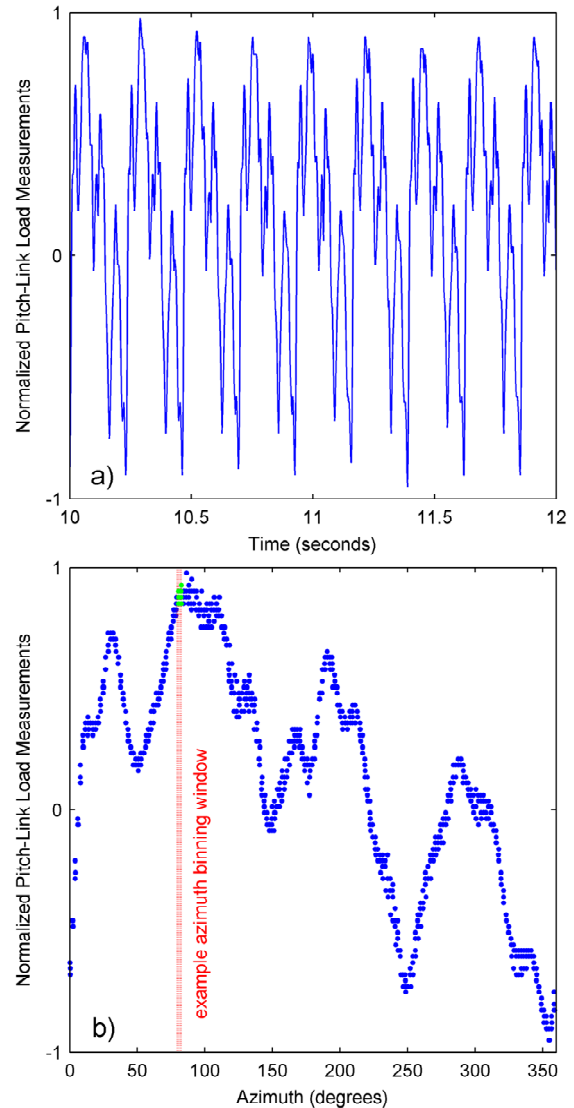 1
0
-1
Normalized Pitch-Link Load Measurements
a)
10
10.5
11
11.5
12
Time (seconds)
1
0
-1
Normalized Pitch-Link Load Measurements
example azimuth binning window
b)
0
50
100
150
200
250
300
350
Azimuth (degrees)